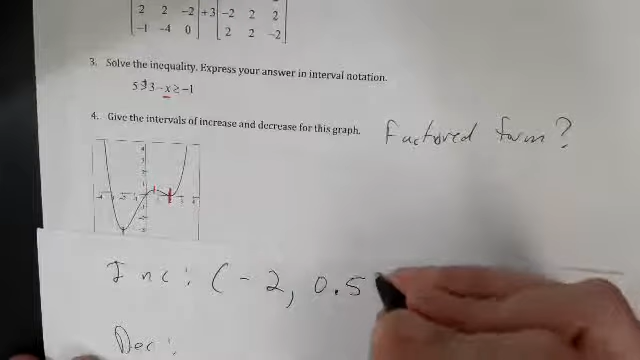 2 2 -2 +3 -2 2 2
-1 -4 0 2 2 -2
3. Solve the inequality. Express your answer in interval notation.
3 - x ≥ -1
4. Give the intervals of increase and decrease for this graph.
Factored form?
Inc: (-2, 0.5
Dec: